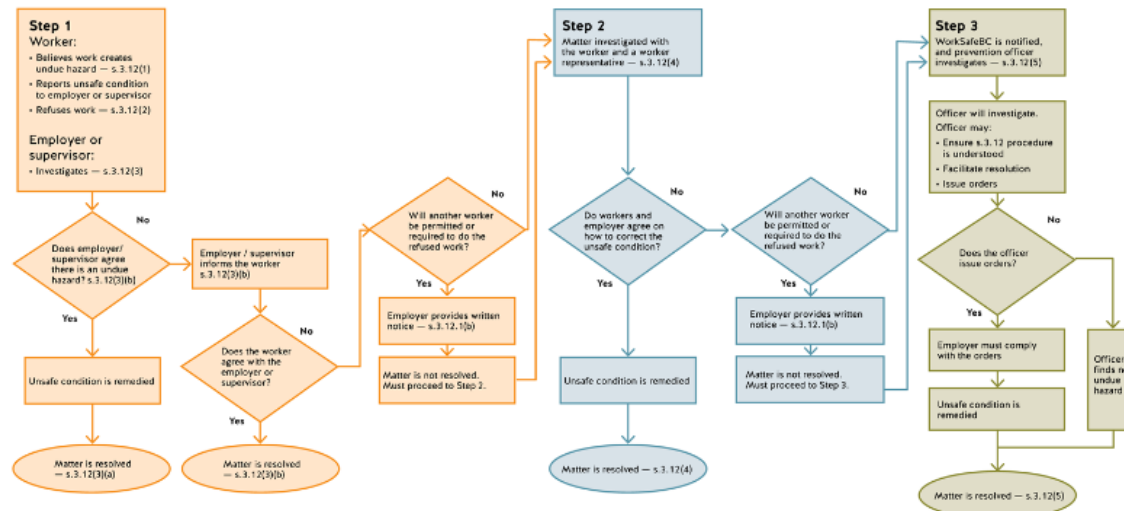 Step 1
Worker:
• Believes work creates
undue hazard — s.3.12(1)
• Reports unsafe condition
to employer or supervisor
• Refuses work — s.3.12(2)
Employer or
supervisor:
• Investigates — s.3.12(3)
No
Does employer/
supervisor agree
there is an undue
hazard? s.3.12(3)(b)
Yes
Unsafe condition is remedied
Matter is resolved
— s.3.12(3)(a)
Employer / supervisor
informs the worker
s.3.12(3)(b)
No
Does the worker
agree with the
employer or
supervisor?
Yes
Matter is resolved
— s.3.12(3)(b)
No
Will another worker
be permitted or
required to do the
refused work?
Yes
Employer provides written
notice — s.3.12.1(b)
Matter is not resolved.
Must proceed to Step 2.
Step 2
Matter investigated with
the worker and a worker
representative — s.3.12(4)
No
Do workers and
employer agree on
how to correct the
unsafe condition?
Yes
Unsafe condition is remedied
Matter is resolved — s.3.12(4)
No
Will another worker
be permitted or
required to do the
refused work?
Yes
Employer provides written
notice — s.3.12.1(b)
Matter is not resolved.
Must proceed to Step 3.
Step 3
WorkSafeBC is notified,
and prevention officer
investigates — s.3.12(5)
Officer will investigate.
Officer may:
• Ensure s.3.12 procedure
is understood
• Facilitate resolution
• Issue orders
No
Does the officer
issue orders?
Yes
Employer must comply
with the orders
Unsafe condition is
remedied
Officer
finds n
undue
hazard
Matter is resolved — s.3.12(5)